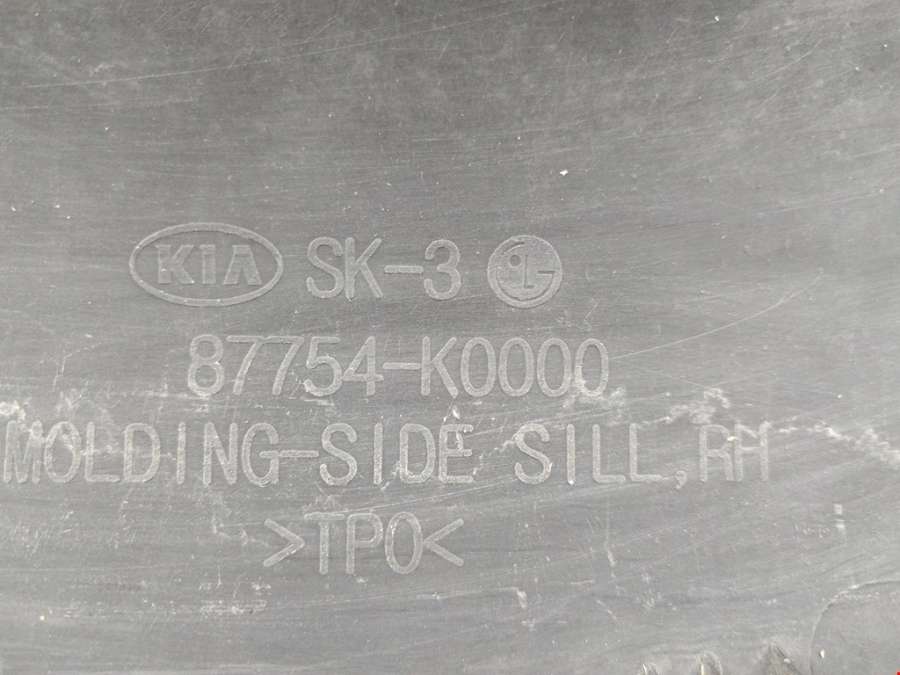 KIA SK-3 LG
87754-K0000
MOLDING-SIDE SILL,RH
>TPO<